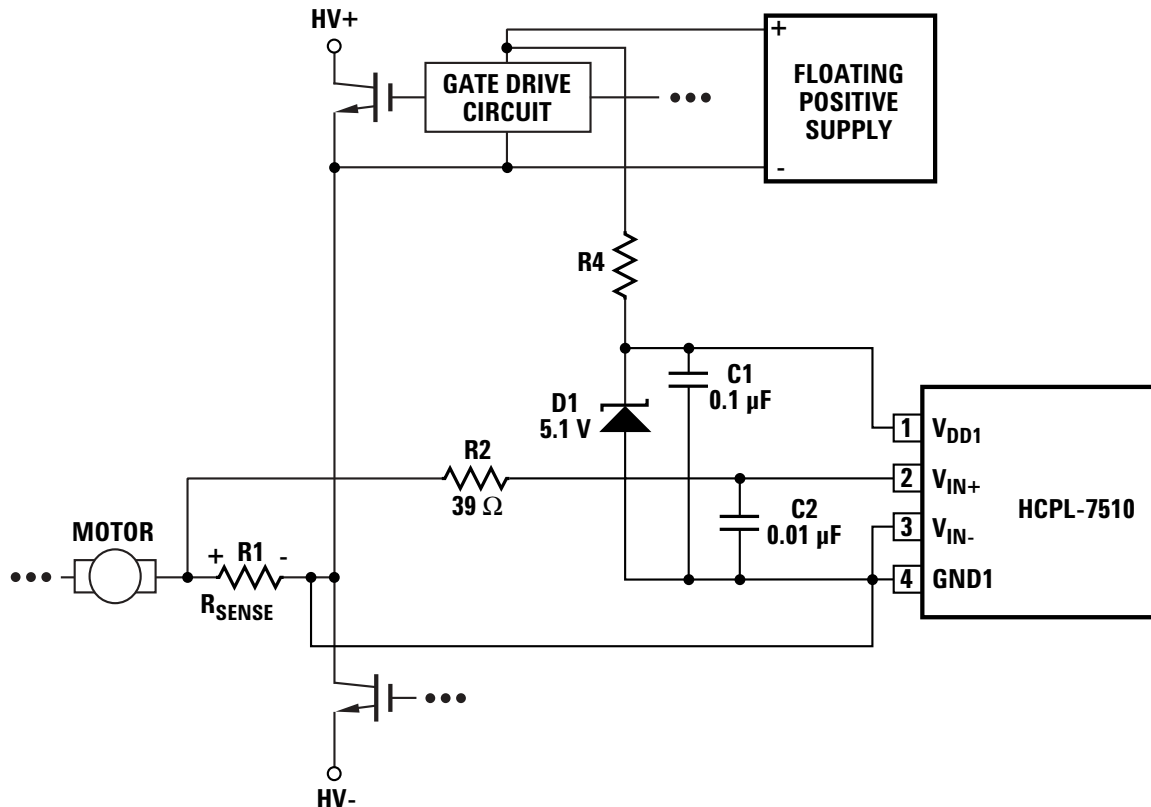 HV+
GATE DRIVE
CIRCUIT
•••
+
-
FLOATING
POSITIVE
SUPPLY
R4
C1
0.1 µF
D1
5.1 V
R2
39 Ω
C2
0.01 µF
1 VDD1
2 VIN+
3 VIN-
4 GND1
HCPL-7510
MOTOR
•••
+ R1 -
RSENSE
•••
HV-